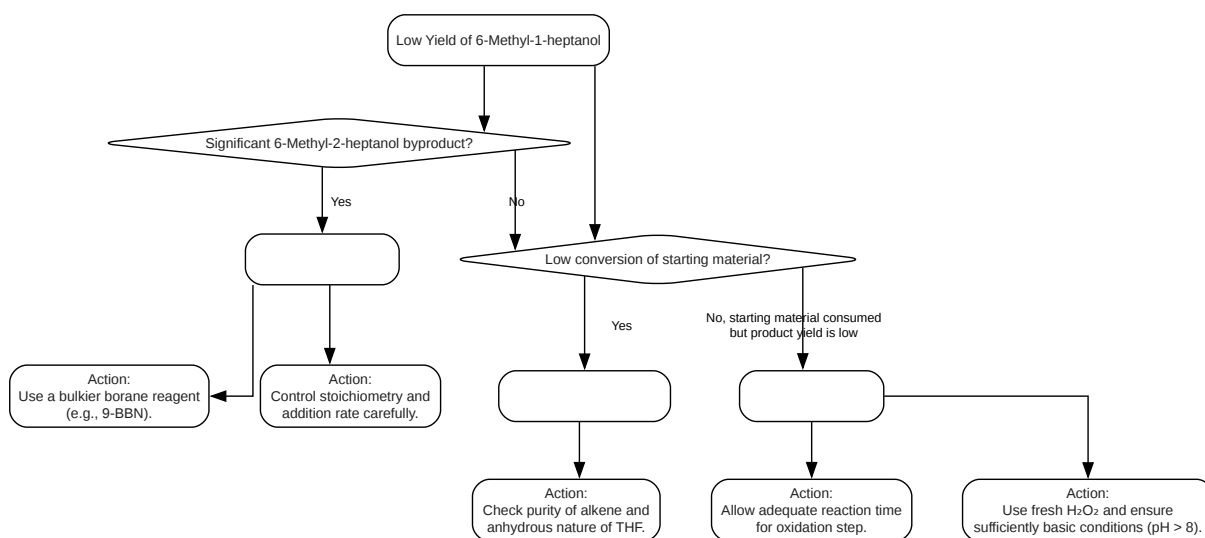 Low Yield of 6-Methyl-1-heptanol
Significant 6-Methyl-2-heptanol byproduct?
Yes
No
Low conversion of starting material?
Yes
No, starting material consumed
but product yield is low
Action:
Use a bulkier borane reagent
(e.g., 9-BBN).
Action:
Control stoichiometry and
addition rate carefully.
Action:
Check purity of alkene and
anhydrous nature of THF.
Action:
Allow adequate reaction time
for oxidation step.
Action:
Use fresh H₂O₂ and ensure
sufficiently basic conditions (pH > 8).